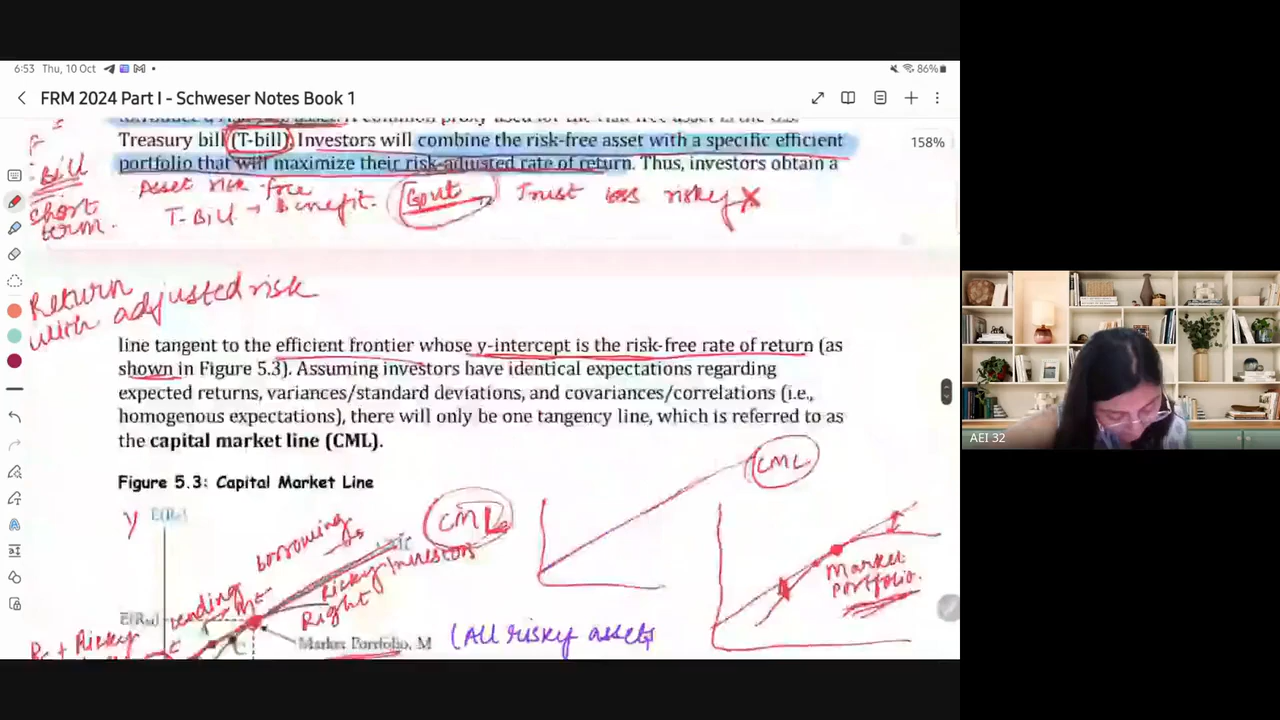 6:53 Thu, 10 Oct
86%
FRM 2024 Part I - Schweser Notes Book 1
158%
Treasury bill (T-bill). Investors will combine the risk-free asset with a specific efficient
portfolio that will maximize their risk-adjusted rate of return. Thus, investors obtain a
Bill
short
term.
Asset risk-free
T-Bill → Benefit. Govt Trust less risky
Return
with adjusted risk
line tangent to the efficient frontier whose y-intercept is the risk-free rate of return (as
shown in Figure 5.3). Assuming investors have identical expectations regarding
expected returns, variances/standard deviations, and covariances/correlations (i.e.,
homogenous expectations), there will only be one tangency line, which is referred to as
the capital market line (CML).
Figure 5.3: Capital Market Line
CML
CML
y
borrowing
Risky Investors
Right
lending
Market
portfolio.
Market Portfolio, M
(All risky assets
AEI 32